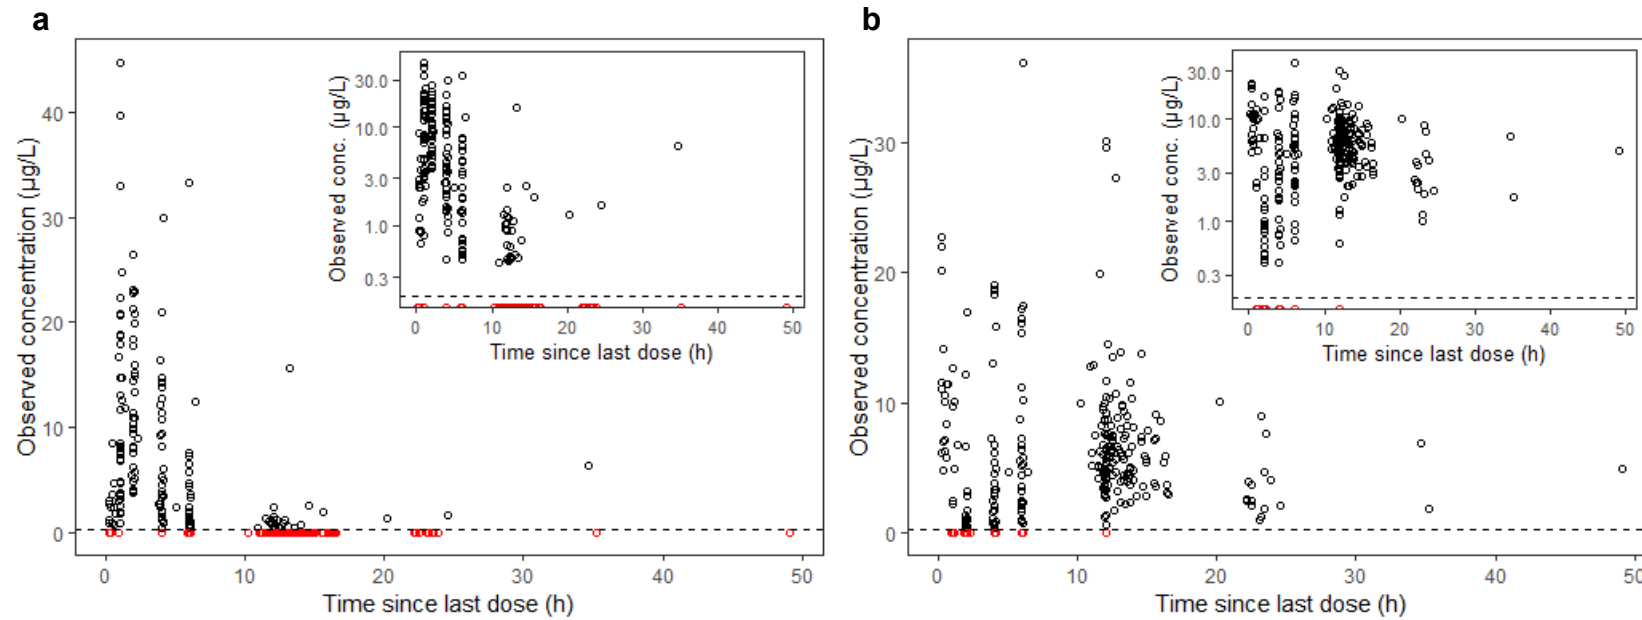 a
Observed concentration (µg/L)
40
30
20
10
0
0 10 20 30 40 50
Time since last dose (h)
Observed conc. (µg/L)
30.0
10.0
3.0
1.0
0.3
0 10 20 30 40 50
Time since last dose (h)
b
Observed concentration (µg/L)
30
20
10
0
0 10 20 30 40 50
Time since last dose (h)
Observed conc. (µg/L)
30.0
10.0
3.0
1.0
0.3
0 10 20 30 40 50
Time since last dose (h)